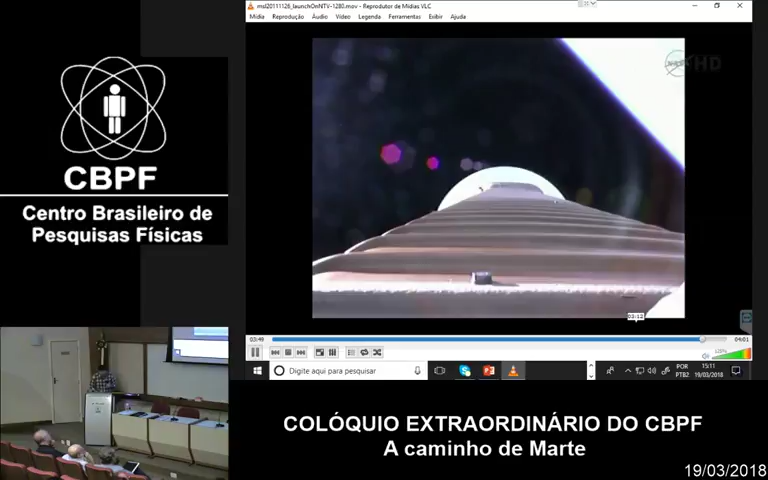 msl20111126_launchOnNTV-1280.mov - Reprodutor de Mídias VLC
Mídia Reprodução Áudio Vídeo Legenda Ferramentas Exibir Ajuda
HD
CBPF
Centro Brasileiro de
Pesquisas Físicas
03:12
03:49 04:01
Digite aqui para pesquisar
POR 15:11
PTB2 19/03/2018
COLÓQUIO EXTRAORDINÁRIO DO CBPF
A caminho de Marte
19/03/2018